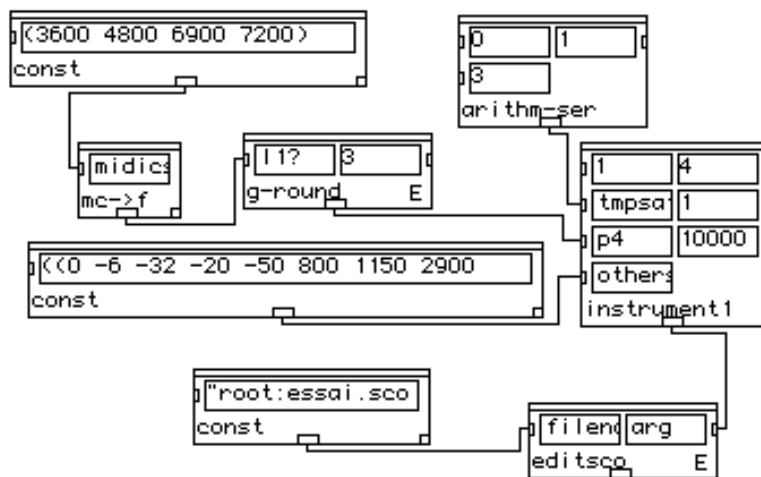 (3600 4800 6900 7200)
const
0 1
3
arithm-ser
midics
mc->f
l1? 3
g-round E
1 4
tmpsa 1
p4 10000
others
instrument1
((0 -6 -32 -20 -50 800 1150 2900
const
"root:essai.sco
const
filena arg
editsco E